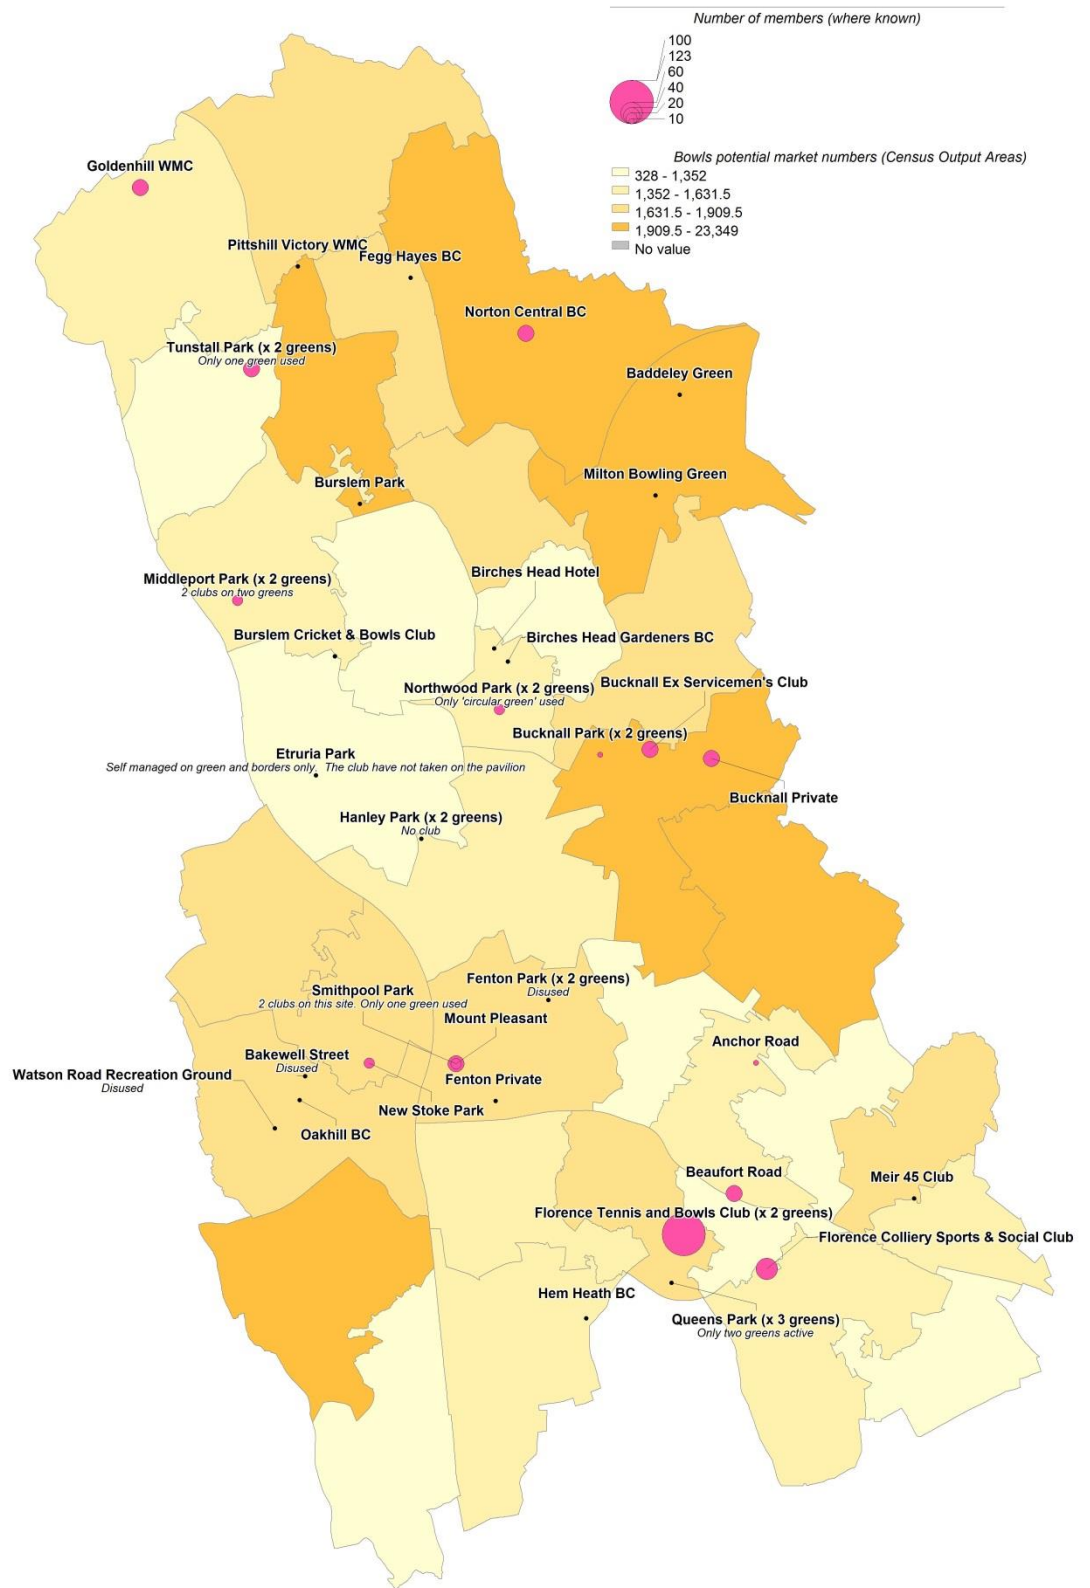 Number of members (where known)
100
123
60
40
20
10
Bowls potential market numbers (Census Output Areas)
328 - 1,352
1,352 - 1,631.5
1,631.5 - 1,909.5
1,909.5 - 23,349
No value
Goldenhill WMC
Pittshill Victory WMC
Fegg Hayes BC
Norton Central BC
Tunstall Park (x 2 greens)
Only one green used
Baddeley Green
Milton Bowling Green
Burslem Park
Birches Head Hotel
Middleport Park (x 2 greens)
2 clubs on two greens
Burslem Cricket & Bowls Club
Birches Head Gardeners BC
Bucknall Ex Servicemen's Club
Northwood Park (x 2 greens)
Only 'circular green' used
Bucknall Park (x 2 greens)
Etruria Park
Self managed on green and borders only. The club have not taken on the pavilion
Bucknall Private
Hanley Park (x 2 greens)
No club
Fenton Park (x 2 greens)
Disused
Smithpool Park
2 clubs on this site. Only one green used
Mount Pleasant
Anchor Road
Bakewell Street
Disused
Watson Road Recreation Ground
Disused
Fenton Private
New Stoke Park
Oakhill BC
Beaufort Road
Meir 45 Club
Florence Tennis and Bowls Club (x 2 greens)
Florence Colliery Sports & Social Club
Hem Heath BC
Queens Park (x 3 greens)
Only two greens active